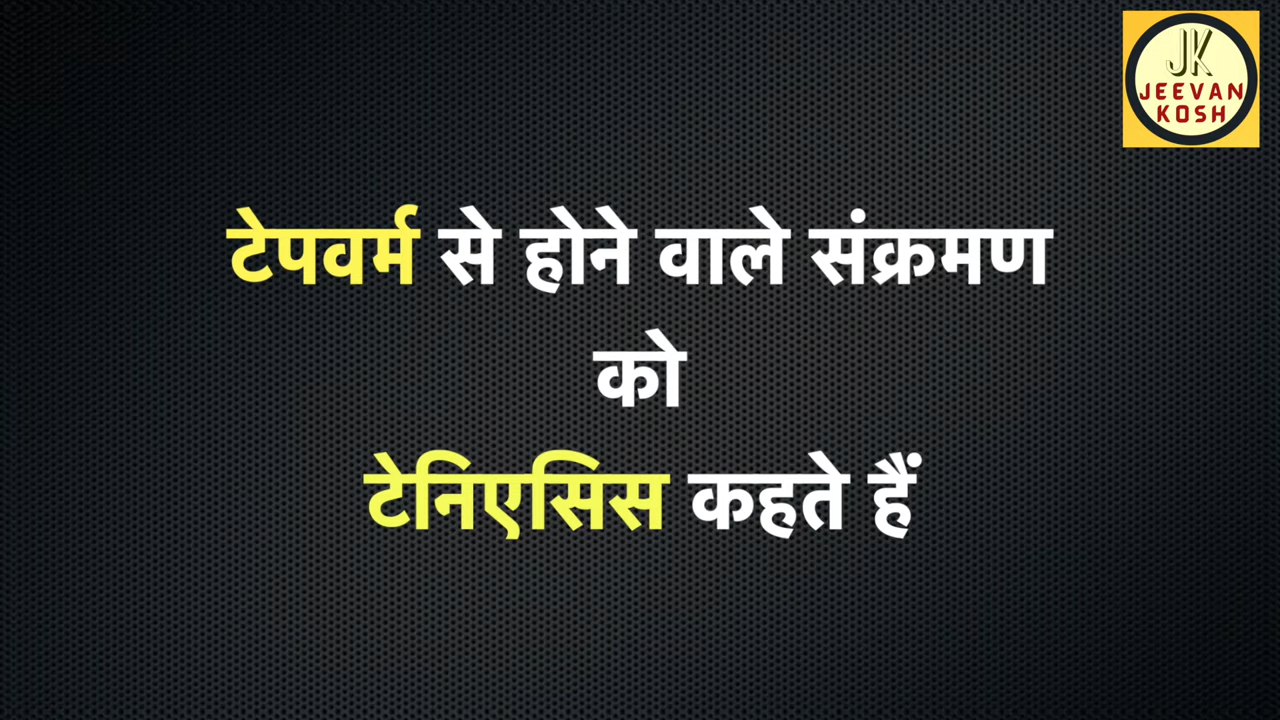 JK
JEEVAN
KOSH
टेपवर्म से होने वाले संक्रमण
को
टेनिएसिस कहते हैं